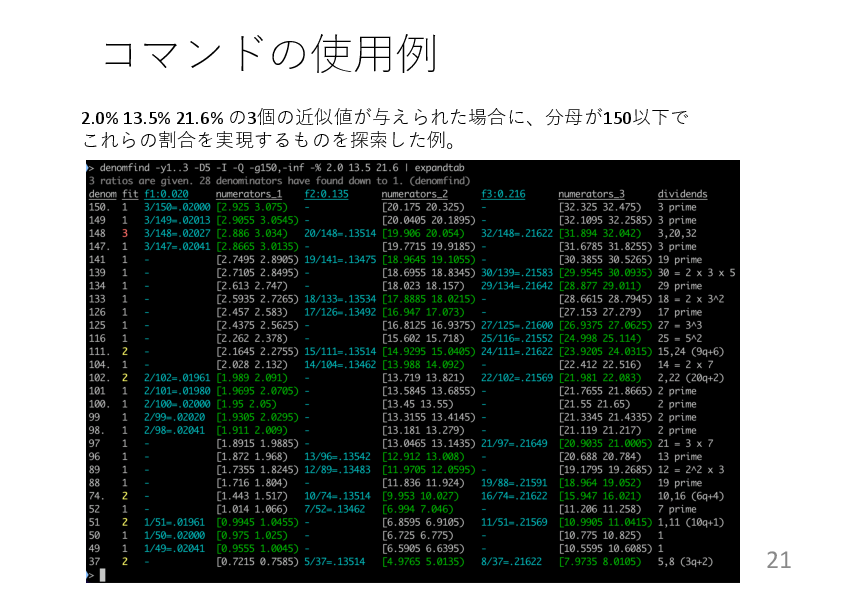 コマンドの使用例
2.0% 13.5% 21.6% の3個の近似値が与えられた場合に、分母が150以下で
これらの割合を実現するものを探索した例。
> denomfind -y1..3 -D5 -I -Q -g150,-inf -% 2.0 13.5 21.6 | expandtab
3 ratios are given. 28 denominators have found down to 1. (denomfind)
denom fit f1:0.020 numerators_1 f2:0.135 numerators_2 f3:0.216 numerators_3 dividends
150. 1 3/150=.02000 [2.925 3.075) - [20.175 20.325) - [32.325 32.475) 3 prime
149 1 3/149=.02013 [2.9055 3.0545) - [20.0405 20.1895) - [32.1095 32.2585) 3 prime
148 3 3/148=.02027 [2.886 3.034) 20/148=.13514 [19.906 20.054) 32/148=.21622 [31.894 32.042) 3,20,32
147. 1 3/147=.02041 [2.8665 3.0135) - [19.7715 19.9185) - [31.6785 31.8255) 3 prime
141 1 - [2.7495 2.8905) 19/141=.13475 [18.9645 19.1055) - [30.3855 30.5265) 19 prime
139 1 - [2.7105 2.8495) - [18.6955 18.8345) 30/139=.21583 [29.9545 30.0935) 30 = 2 x 3 x 5
134 1 - [2.613 2.747) - [18.023 18.157) 29/134=.21642 [28.877 29.011) 29 prime
133 1 - [2.5935 2.7265) 18/133=.13534 [17.8885 18.0215) - [28.6615 28.7945) 18 = 2 x 3^2
126 1 - [2.457 2.583) 17/126=.13492 [16.947 17.073) - [27.153 27.279) 17 prime
125 1 - [2.4375 2.5625) - [16.8125 16.9375) 27/125=.21600 [26.9375 27.0625) 27 = 3^3
116 1 - [2.262 2.378) - [15.602 15.718) 25/116=.21552 [24.998 25.114) 25 = 5^2
111. 2 - [2.1645 2.2755) 15/111=.13514 [14.9295 15.0405) 24/111=.21622 [23.9205 24.0315) 15,24 (9q+6)
104. 1 - [2.028 2.132) 14/104=.13462 [13.988 14.092) - [22.412 22.516) 14 = 2 x 7
102. 2 2/102=.01961 [1.989 2.091) - [13.719 13.821) 22/102=.21569 [21.981 22.083) 2,22 (20q+2)
101 1 2/101=.01980 [1.9695 2.0705) - [13.5845 13.6855) - [21.7655 21.8665) 2 prime
100. 1 2/100=.02000 [1.95 2.05) - [13.45 13.55) - [21.55 21.65) 2 prime
99 1 2/99=.02020 [1.9305 2.0295) - [13.3155 13.4145) - [21.3345 21.4335) 2 prime
98. 1 2/98=.02041 [1.911 2.009) - [13.181 13.279) - [21.119 21.217) 2 prime
97 1 - [1.8915 1.9885) - [13.0465 13.1435) 21/97=.21649 [20.9035 21.0005) 21 = 3 x 7
96 1 - [1.872 1.968) 13/96=.13542 [12.912 13.008) - [20.688 20.784) 13 prime
89 1 - [1.7355 1.8245) 12/89=.13483 [11.9705 12.0595) - [19.1795 19.2685) 12 = 2^2 x 3
88 1 - [1.716 1.804) - [11.836 11.924) 19/88=.21591 [18.964 19.052) 19 prime
74. 2 - [1.443 1.517) 10/74=.13514 [9.953 10.027) 16/74=.21622 [15.947 16.021) 10,16 (6q+4)
52 1 - [1.014 1.066) 7/52=.13462 [6.994 7.046) - [11.206 11.258) 7 prime
51 2 1/51=.01961 [0.9945 1.0455) - [6.8595 6.9105) 11/51=.21569 [10.9905 11.0415) 1,11 (10q+1)
50 1 1/50=.02000 [0.975 1.025) - [6.725 6.775) - [10.775 10.825) 1
49 1 1/49=.02041 [0.9555 1.0045) - [6.5905 6.6395) - [10.5595 10.6085) 1
37 2 - [0.7215 0.7585) 5/37=.13514 [4.9765 5.0135) 8/37=.21622 [7.9735 8.0105) 5,8 (3q+2)
>
21